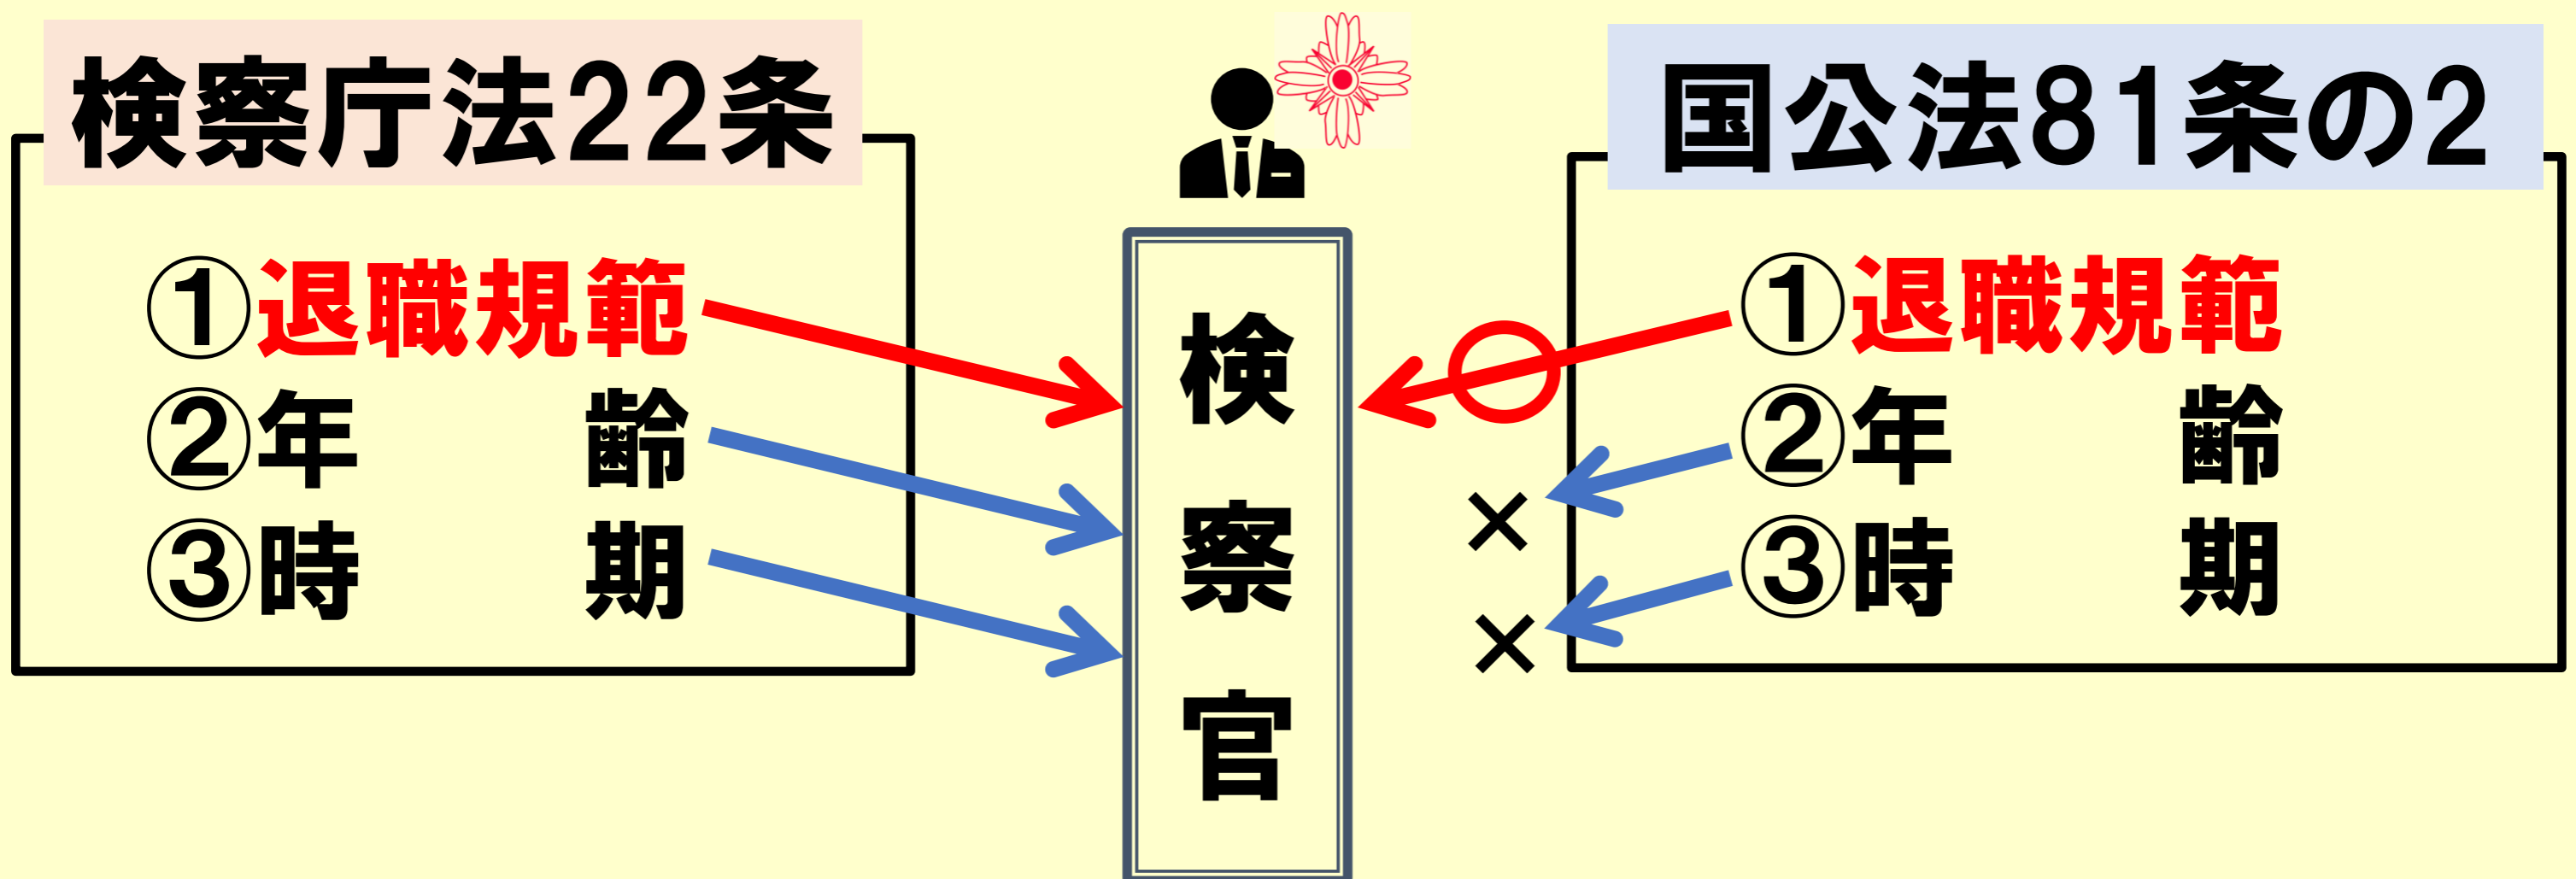 検察庁法22条
①退職規範
②年齢
③時期
検察官
国公法81条の2
①退職規範
②年齢
③時期
×
×